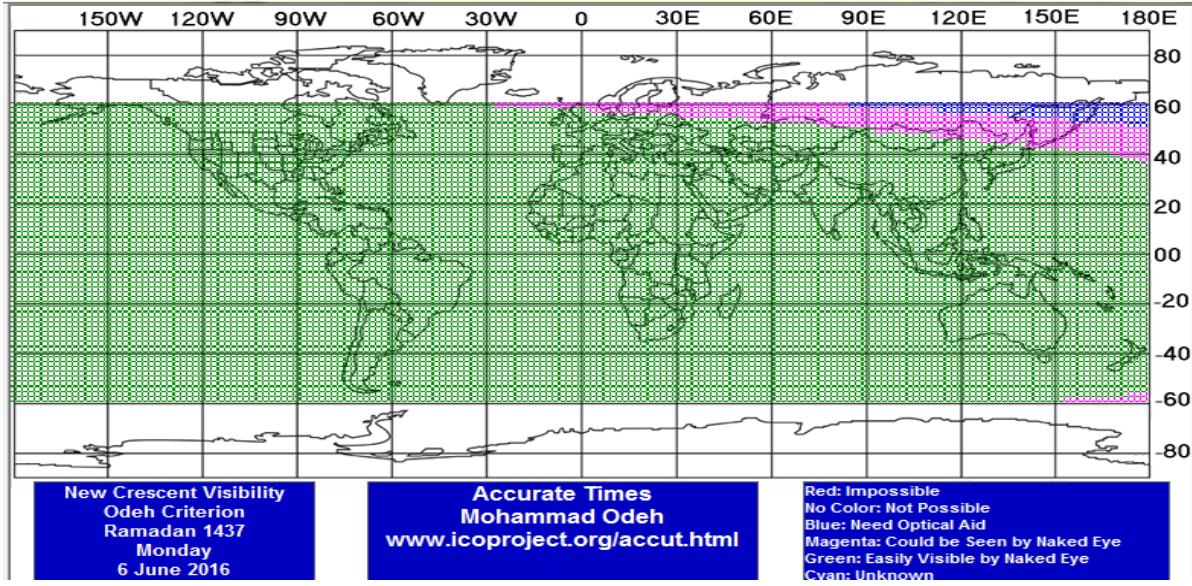 150W 120W 90W 60W 30W 0 30E 60E 90E 120E 150E 180E
80
60
40
20
00
-20
-40
-60
-80
New Crescent Visibility
Odeh Criterion
Ramadan 1437
Monday
6 June 2016
Accurate Times
Mohammad Odeh
www.icoproject.org/accut.html
Red: Impossible
No Color: Not Possible
Blue: Need Optical Aid
Magenta: Could be Seen by Naked Eye
Green: Easily Visible by Naked Eye
Cyan: Unknown